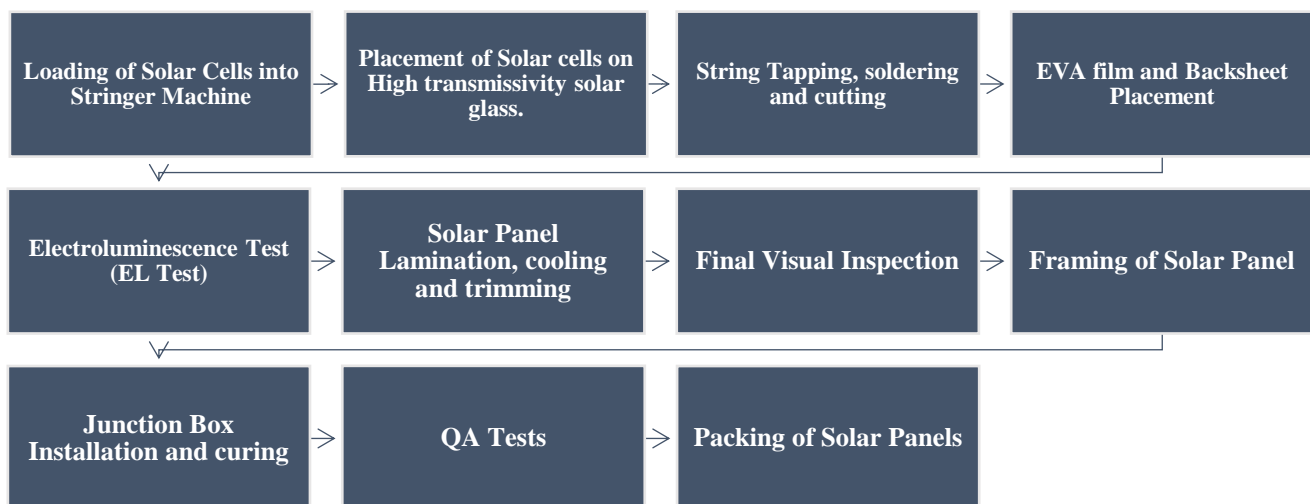 Loading of Solar Cells into
Stringer Machine
Placement of Solar cells on
High transmissivity solar
glass.
String Tapping, soldering
and cutting
EVA film and Backsheet
Placement
Electroluminescence Test
(EL Test)
Solar Panel
Lamination, cooling
and trimming
Final Visual Inspection
Framing of Solar Panel
Junction Box
Installation and curing
QA Tests
Packing of Solar Panels